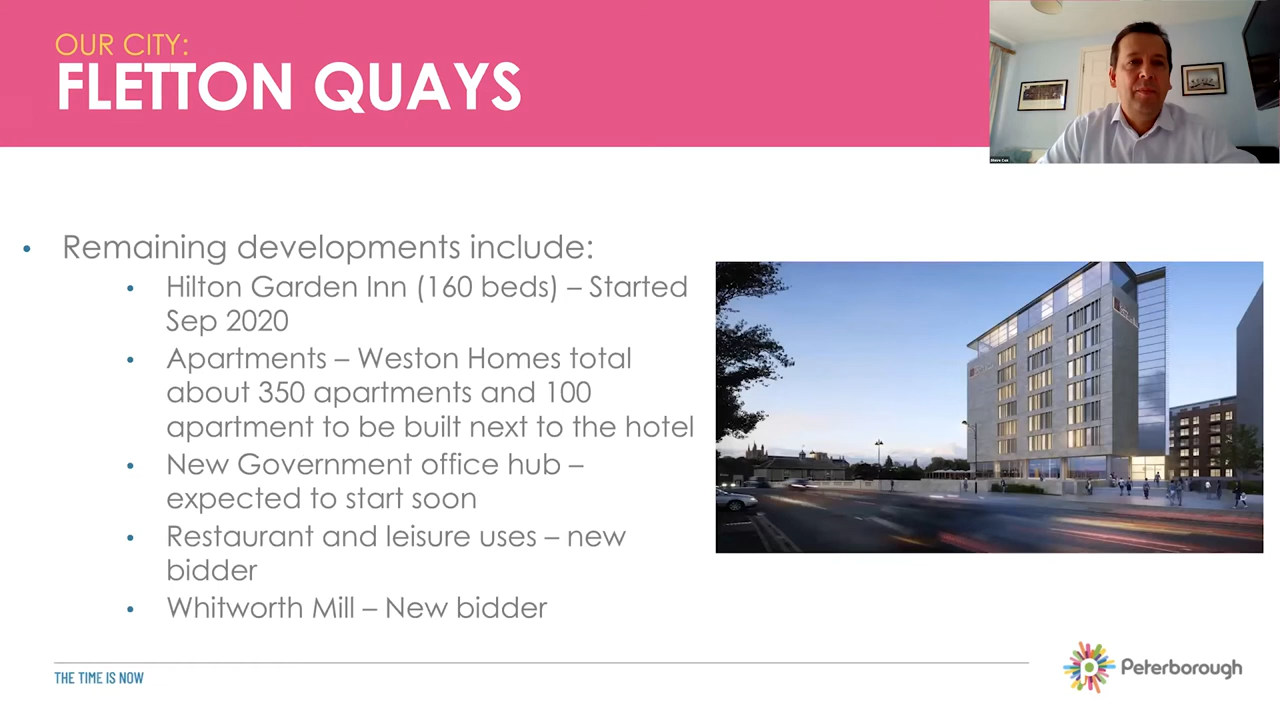 OUR CITY:
FLETTON QUAYS
Steve Cox
• Remaining developments include:
• Hilton Garden Inn (160 beds) – Started
Sep 2020
• Apartments – Weston Homes total
about 350 apartments and 100
apartment to be built next to the hotel
• New Government office hub –
expected to start soon
• Restaurant and leisure uses – new
bidder
• Whitworth Mill – New bidder
THE TIME IS NOW
p Peterborough